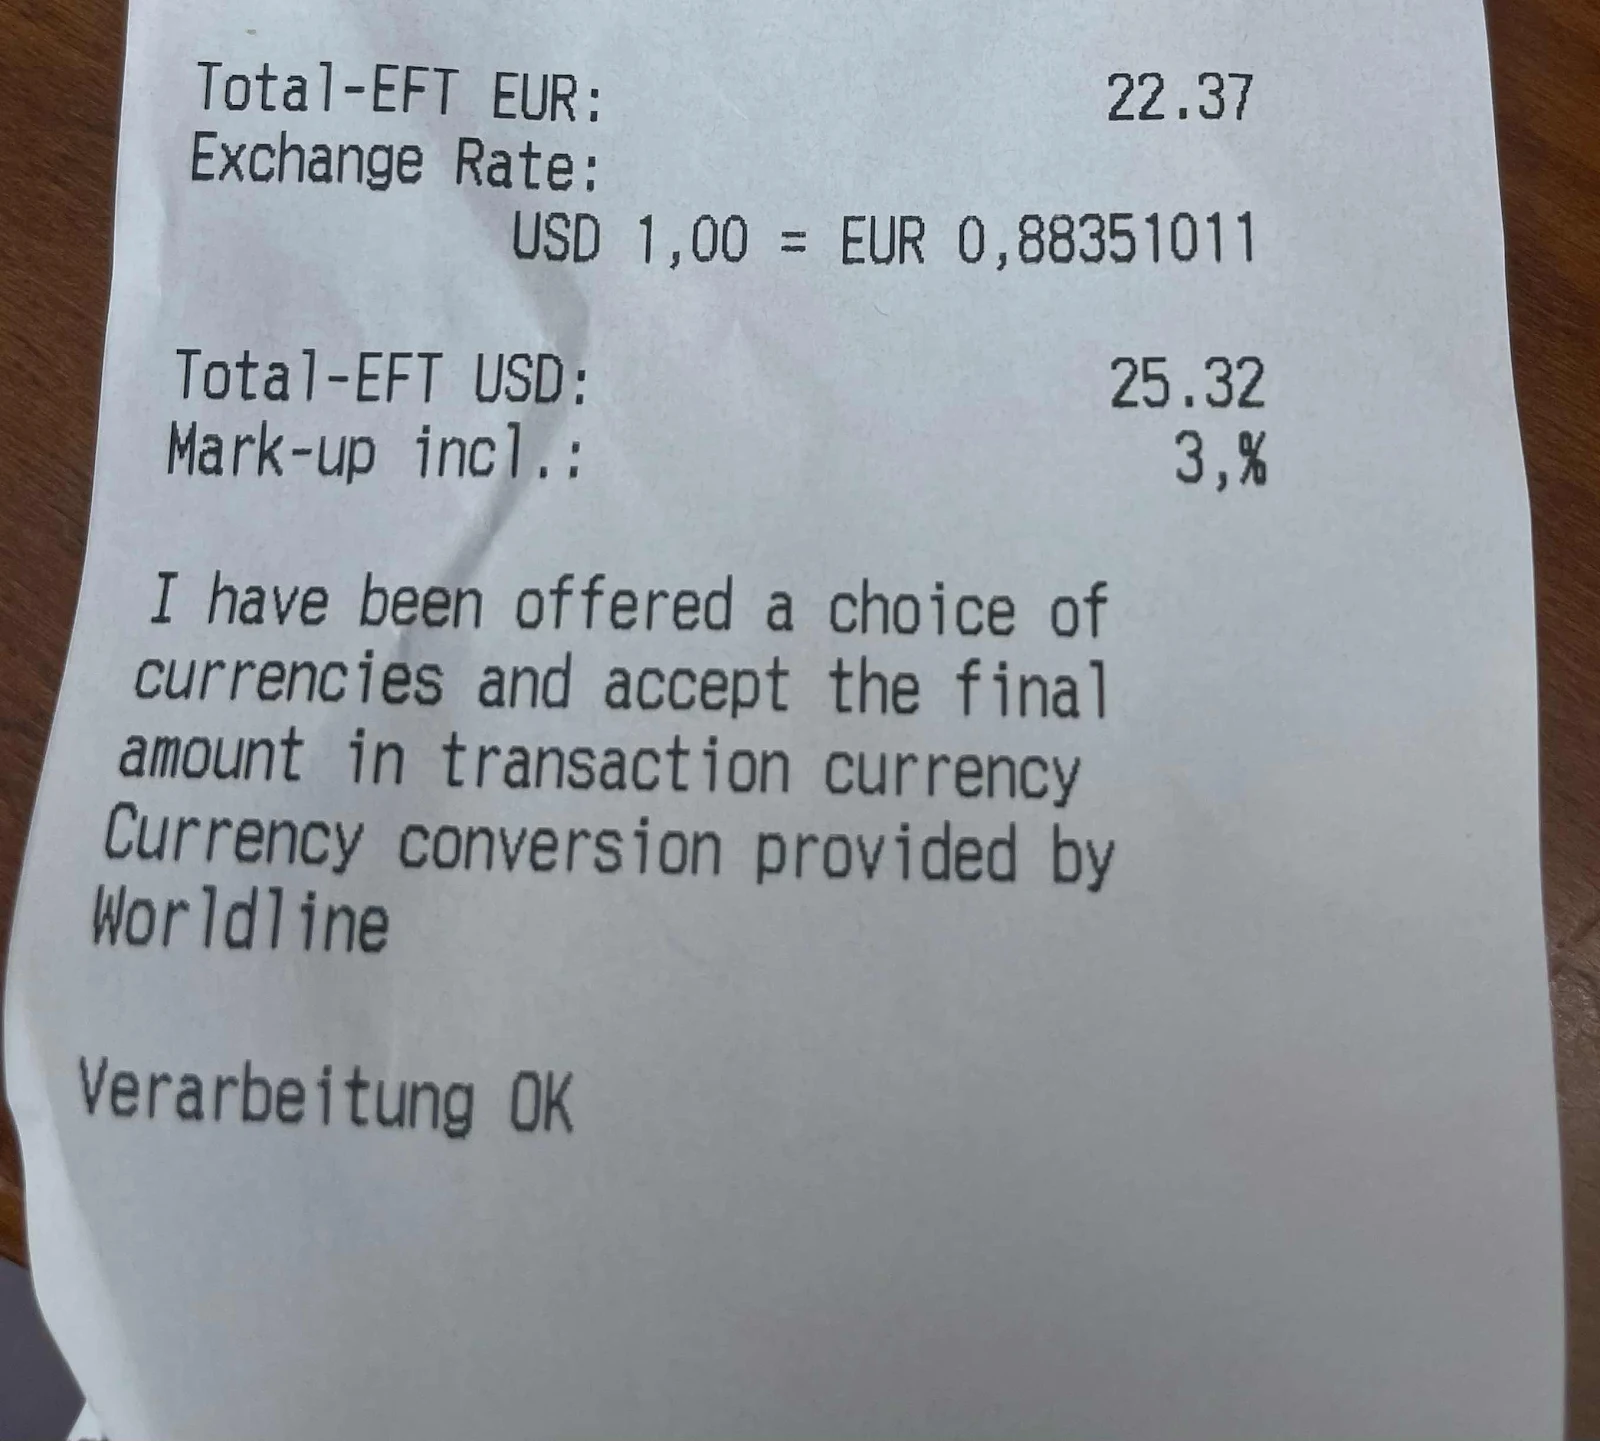 Total-EFT EUR: 22.37
Exchange Rate:
USD 1,00 = EUR 0,88351011
Total-EFT USD: 25.32
Mark-up incl.: 3,%
I have been offered a choice of
currencies and accept the final
amount in transaction currency
Currency conversion provided by
Worldline
Verarbeitung OK